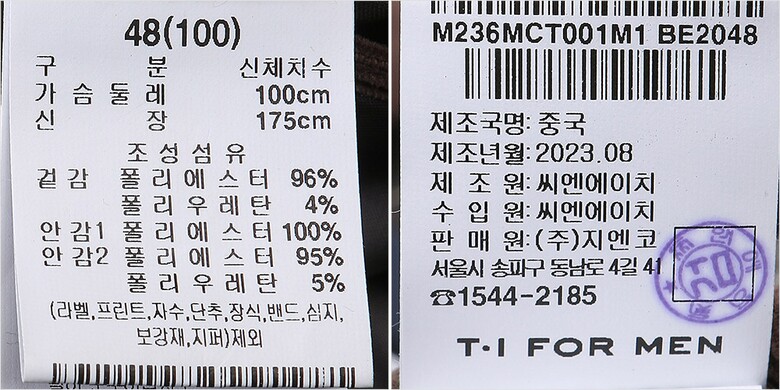 48(100)
구 분 신체치수
가슴둘레 100cm
신 장 175cm
조성섬유
겉감 폴리에스터 96%
폴리우레탄 4%
안감1 폴리에스터 100%
안감2 폴리에스터 95%
폴리우레탄 5%
(라벨,프린트,자수,단추,장식,밴드,심지,
보강재,지퍼)제외
M236MCT001M1 BE2048
제조국명: 중국
제조년월: 2023.08
제 조 원: 씨엔에이치
수 입 원: 씨엔에이치
판 매 원: (주)지엔코
서울시 송파구 동남로 4길 41
☎1544-2185
T·I FOR MEN